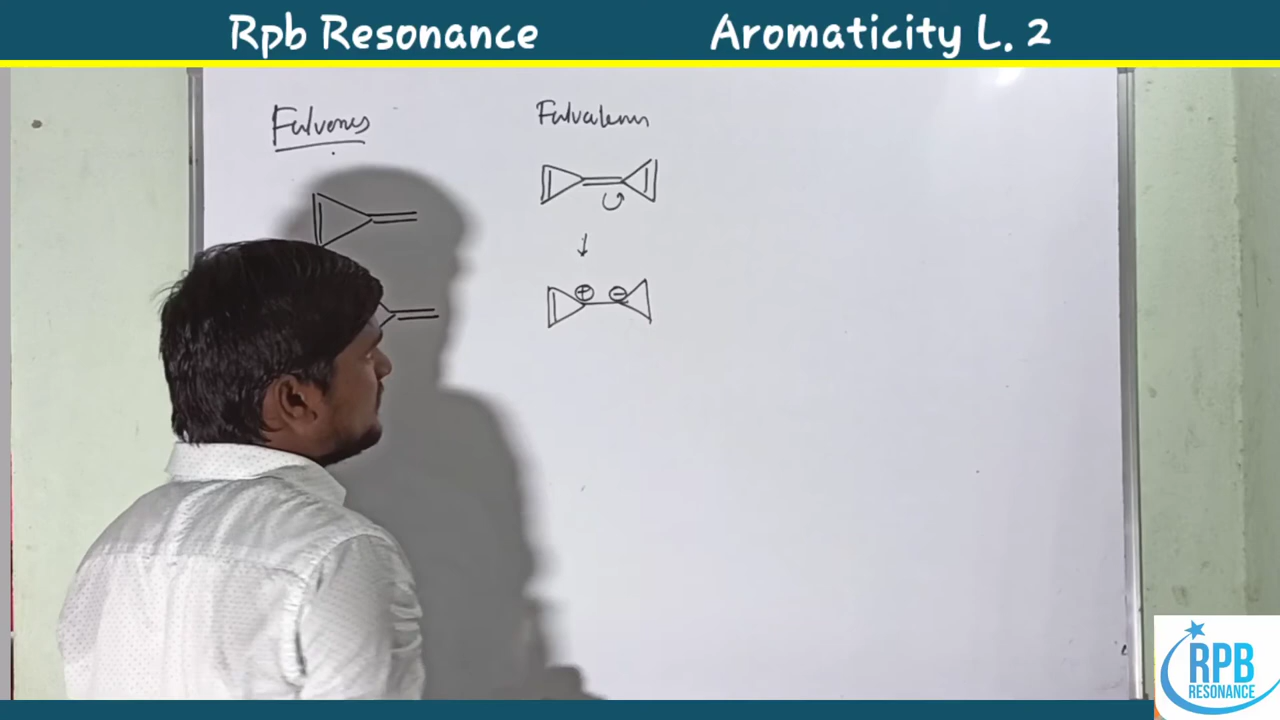 Rpb Resonance
Aromaticity L. 2
Fulvenes
Fulvalenes
+
−
RPB
RESONANCE